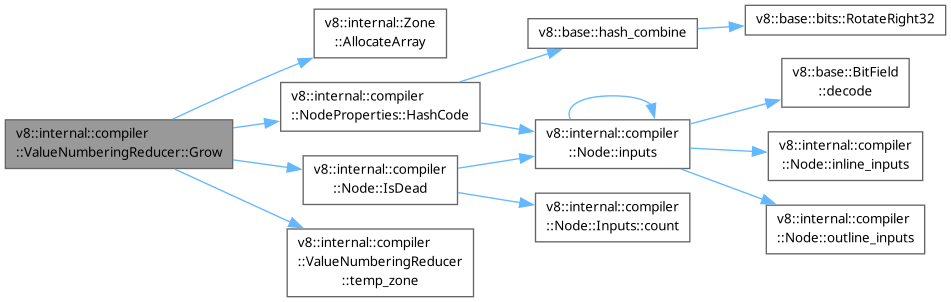 v8::internal::compiler
::ValueNumberingReducer::Grow
v8::internal::Zone
::AllocateArray
v8::internal::compiler
::NodeProperties::HashCode
v8::internal::compiler
::Node::IsDead
v8::internal::compiler
::ValueNumberingReducer
::temp_zone
v8::base::hash_combine
v8::internal::compiler
::Node::inputs
v8::internal::compiler
::Node::Inputs::count
v8::base::bits::RotateRight32
v8::base::BitField
::decode
v8::internal::compiler
::Node::inline_inputs
v8::internal::compiler
::Node::outline_inputs